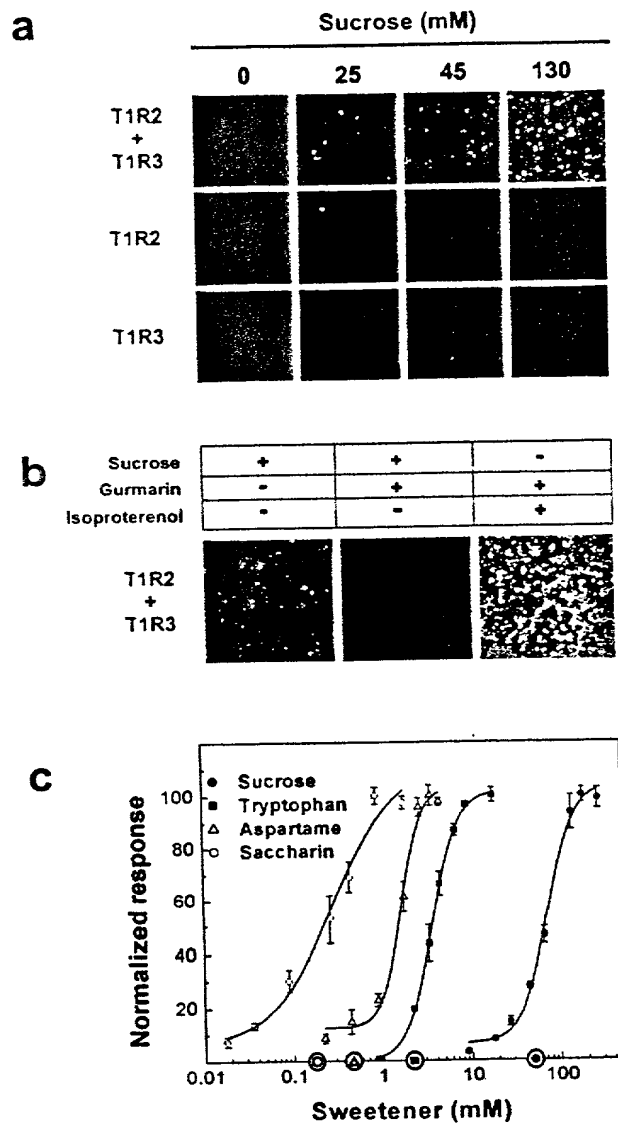 a
Sucrose (mM)
0 25 45 130
T1R2
+
T1R3
T1R2
T1R3
b
Sucrose + + -
Gurmarin - + +
Isoproterenol - - +
T1R2
+
T1R3
c
Normalized response
100
80
60
40
20
Sucrose
Tryptophan
Aspartame
Saccharin
0.01 0.1 1 10 100
Sweetener (mM)